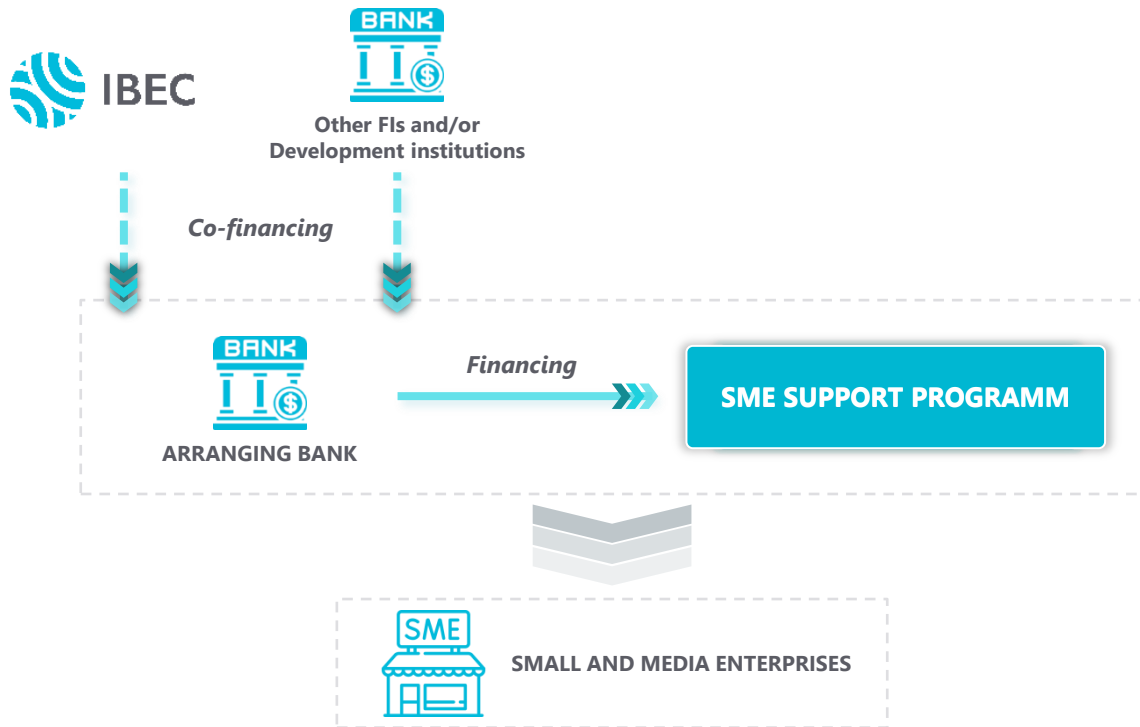 BANK
IBEC
Other FIs and/or
Development institutions
Co-financing
BANK
$
Financing
SME SUPPORT PROGRAMM
$
ARRANGING BANK
SME
SMALL AND MEDIA ENTERPRISES